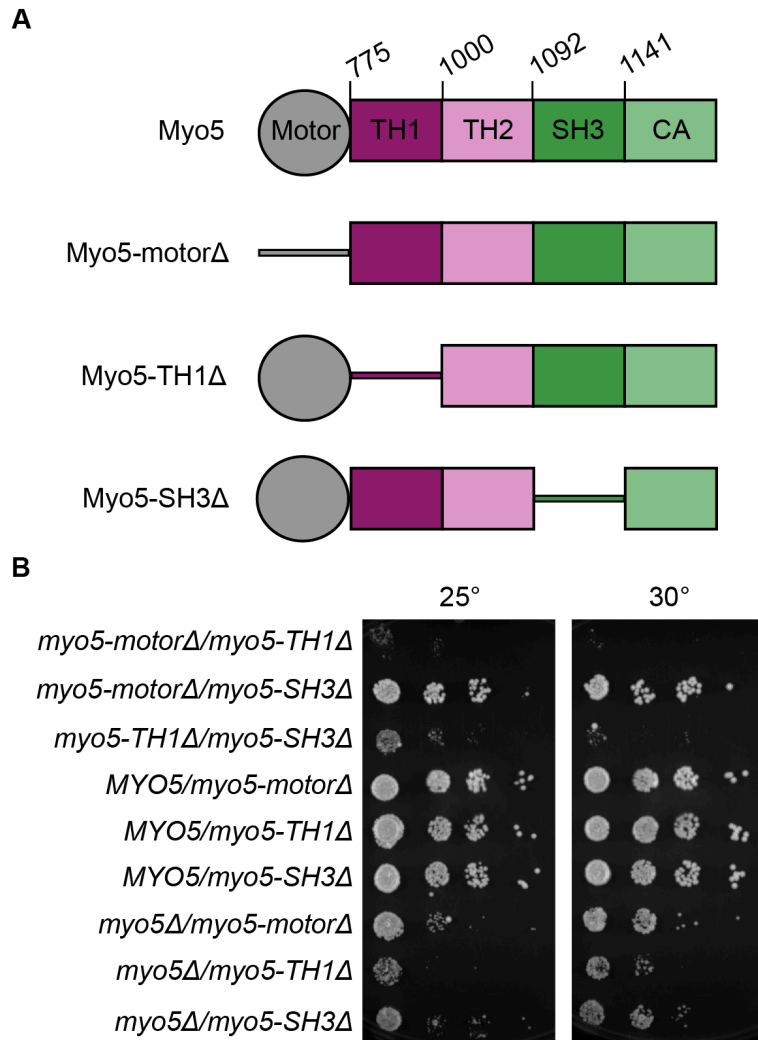 A
775 1000 1092 1141
Myo5 Motor TH1 TH2 SH3 CA
Myo5-motorΔ
Myo5-TH1Δ
Myo5-SH3Δ
B
25° 30°
myo5-motorΔ/myo5-TH1Δ
myo5-motorΔ/myo5-SH3Δ
myo5-TH1Δ/myo5-SH3Δ
MYO5/myo5-motorΔ
MYO5/myo5-TH1Δ
MYO5/myo5-SH3Δ
myo5Δ/myo5-motorΔ
myo5Δ/myo5-TH1Δ
myo5Δ/myo5-SH3Δ